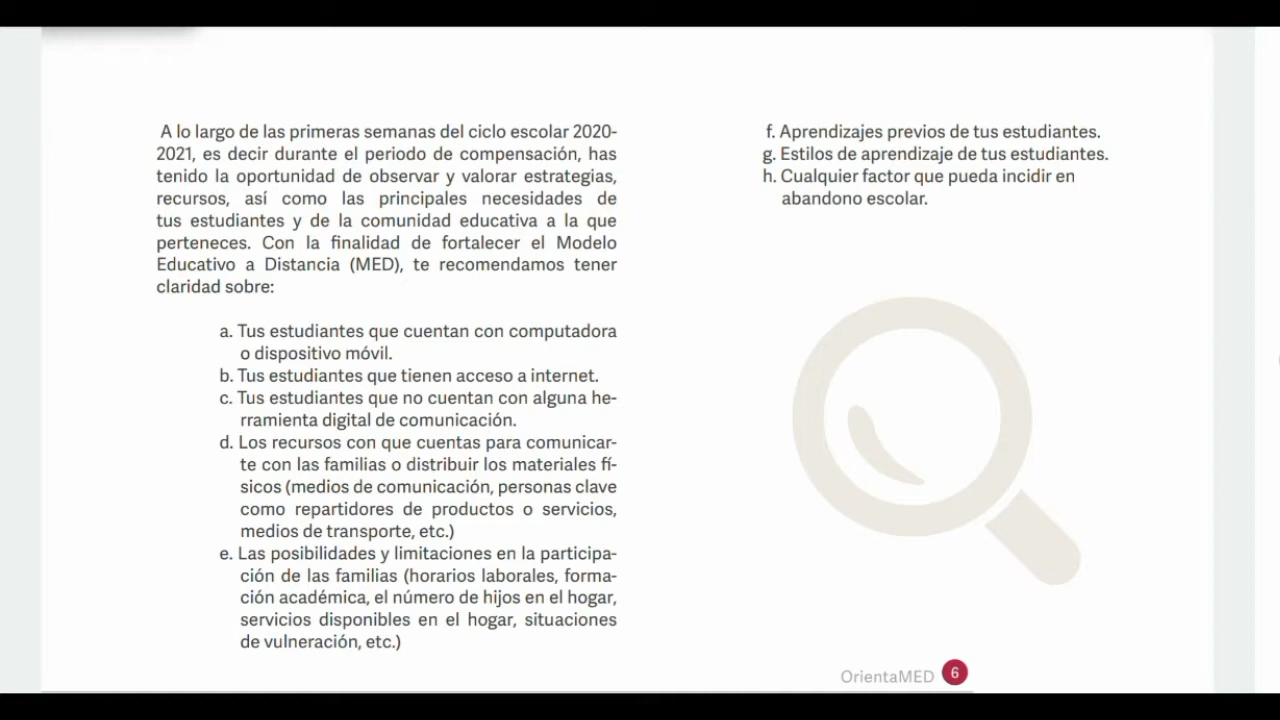 A lo largo de las primeras semanas del ciclo escolar 2020-
2021, es decir durante el periodo de compensación, has
tenido la oportunidad de observar y valorar estrategias,
recursos, así como las principales necesidades de
tus estudiantes y de la comunidad educativa a la que
perteneces. Con la finalidad de fortalecer el Modelo
Educativo a Distancia (MED), te recomendamos tener
claridad sobre:
a. Tus estudiantes que cuentan con computadora
o dispositivo móvil.
b. Tus estudiantes que tienen acceso a internet.
c. Tus estudiantes que no cuentan con alguna he-
rramienta digital de comunicación.
d. Los recursos con que cuentas para comunicar-
te con las familias o distribuir los materiales fí-
sicos (medios de comunicación, personas clave
como repartidores de productos o servicios,
medios de transporte, etc.)
e. Las posibilidades y limitaciones en la participa-
ción de las familias (horarios laborales, forma-
ción académica, el número de hijos en el hogar,
servicios disponibles en el hogar, situaciones
de vulneración, etc.)
f. Aprendizajes previos de tus estudiantes.
g. Estilos de aprendizaje de tus estudiantes.
h. Cualquier factor que pueda incidir en
abandono escolar.
OrientaMED 6